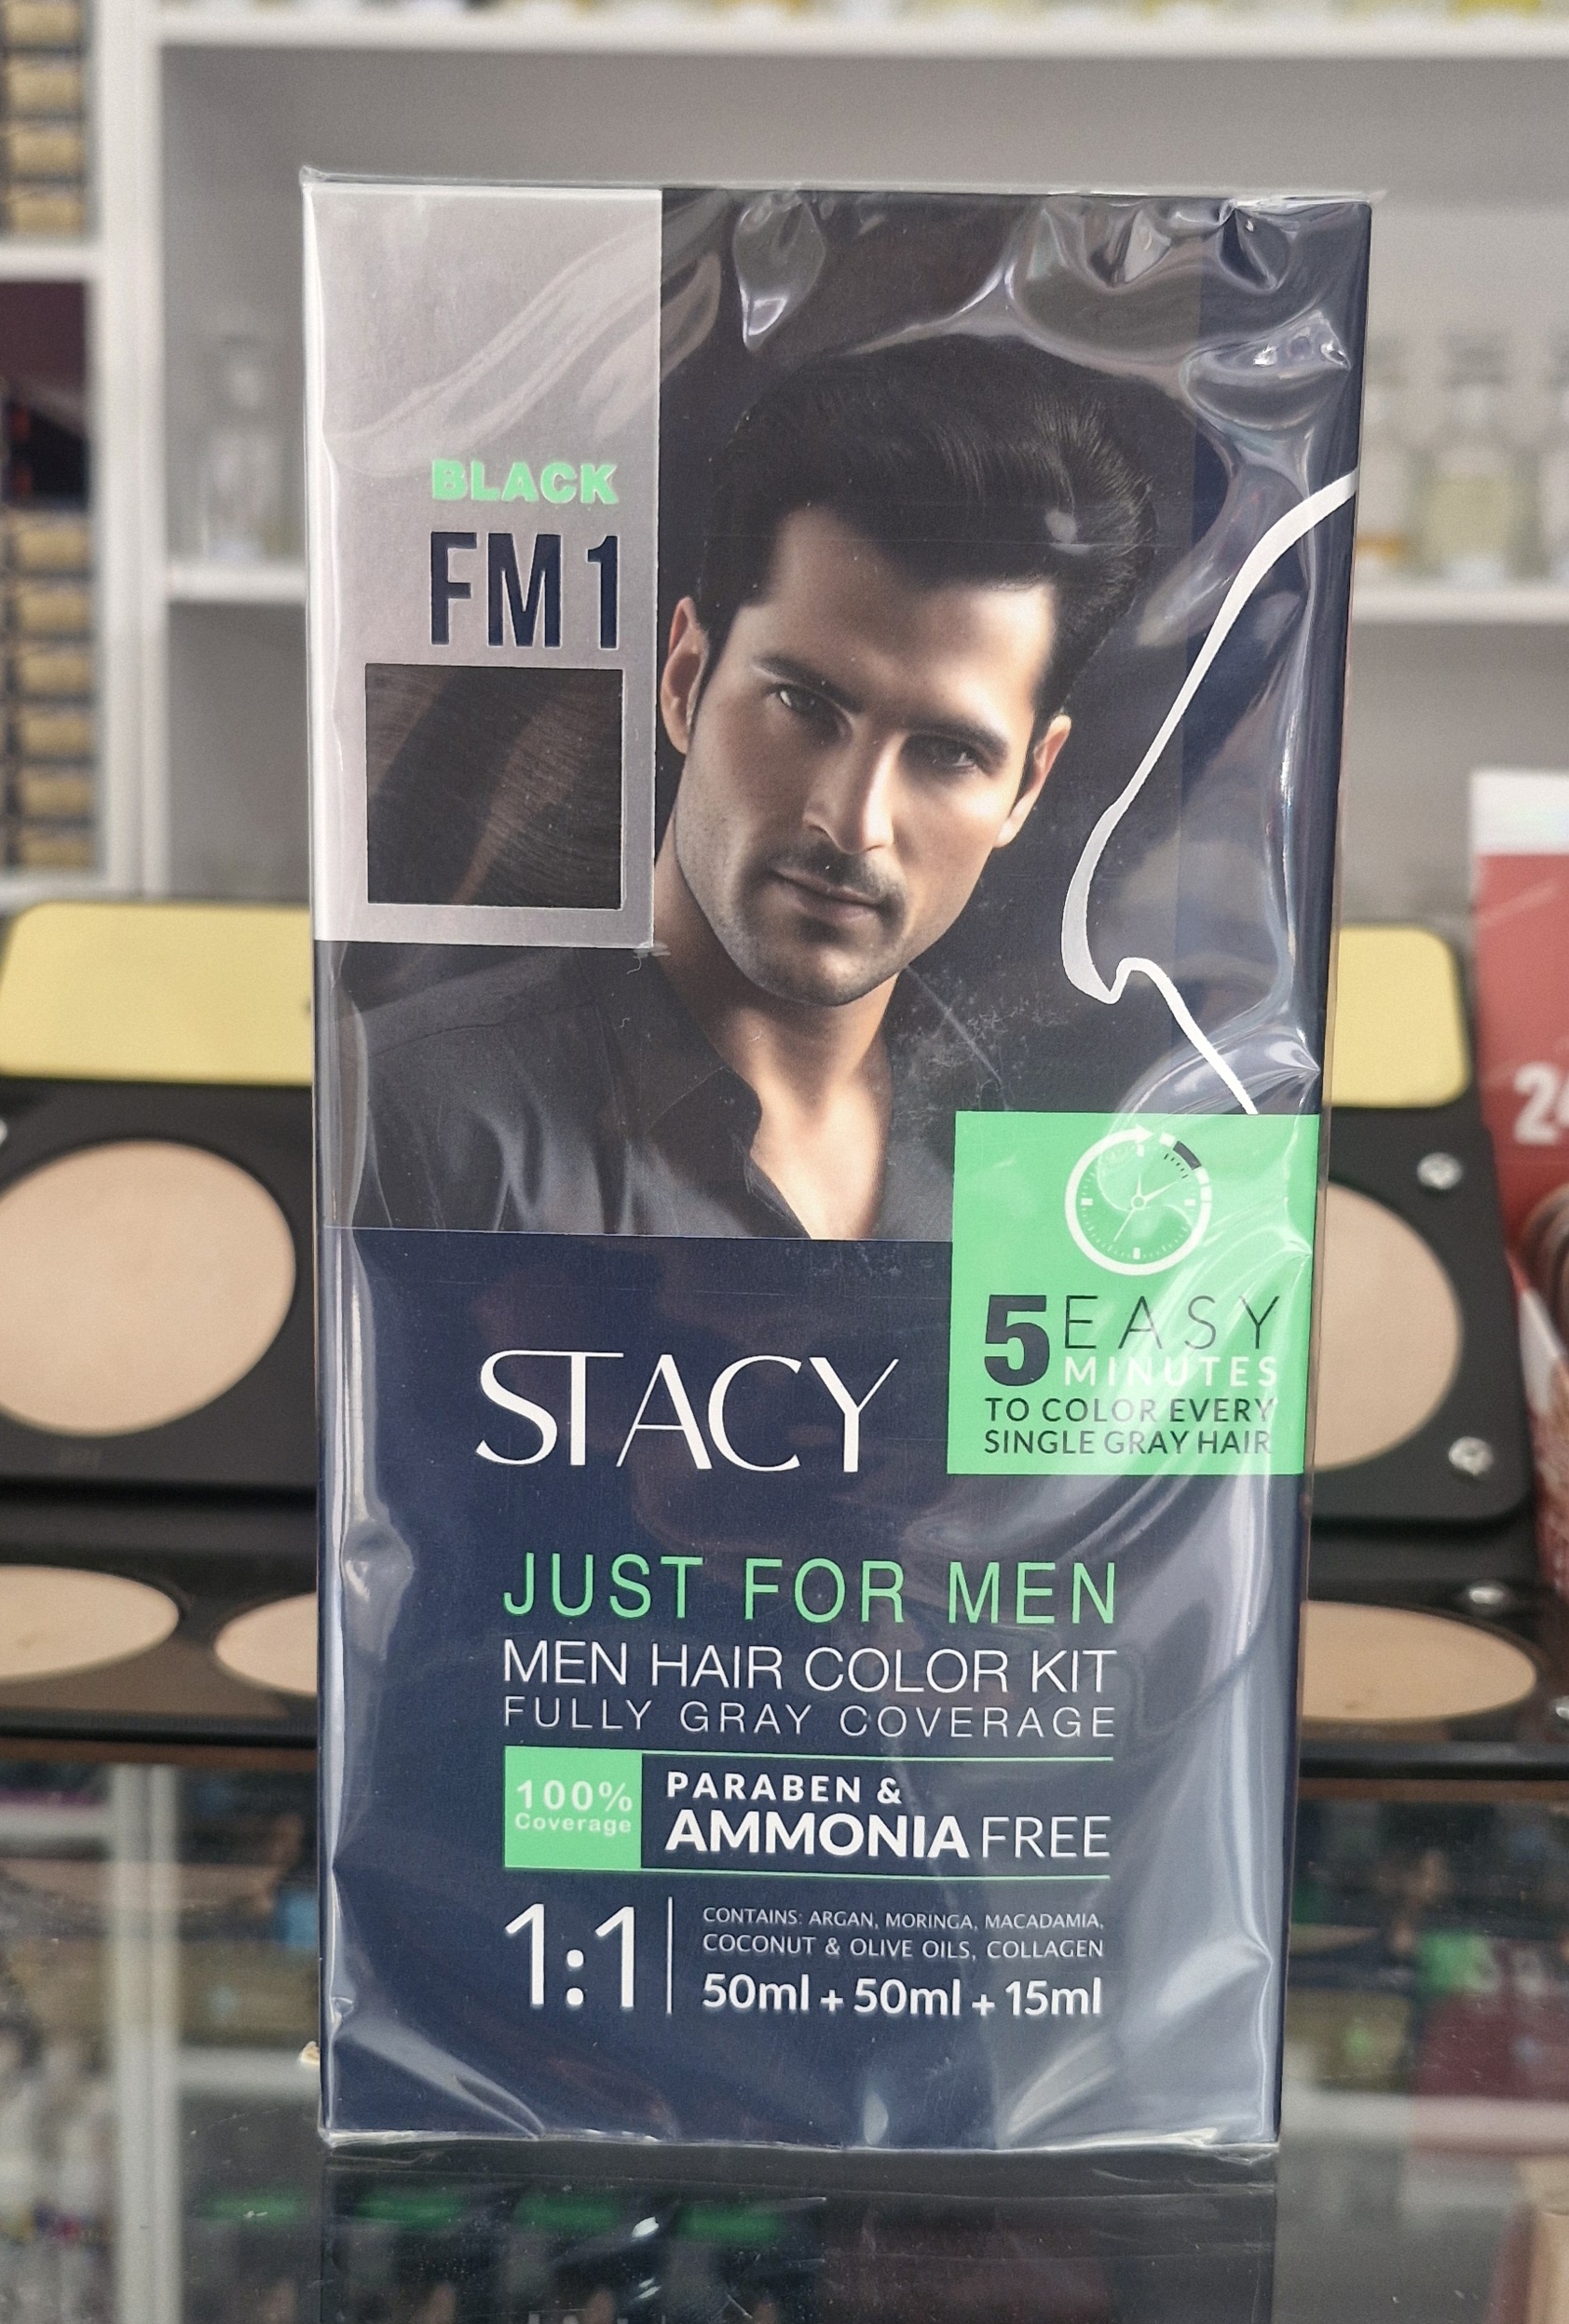 BLACK
FM 1
5 EASY
MINUTES
TO COLOR EVERY
SINGLE GRAY HAIR
STACY
JUST FOR MEN
MEN HAIR COLOR KIT
FULLY GRAY COVERAGE
100%
Coverage
PARABEN &
AMMONIA FREE
1:1
CONTAINS: ARGAN, MORINGA, MACADAMIA,
COCONUT & OLIVE OILS, COLLAGEN
50ml + 50ml + 15ml